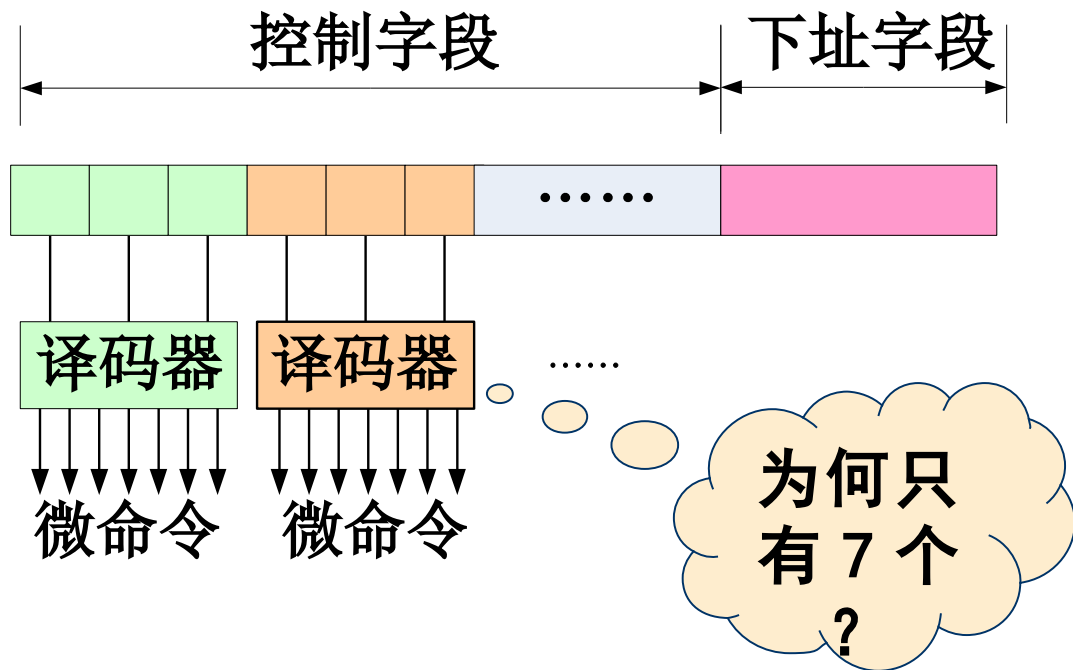 控制字段 下址字段
······
译码器 译码器 ······
微命令 微命令
为何只
有 7 个
?